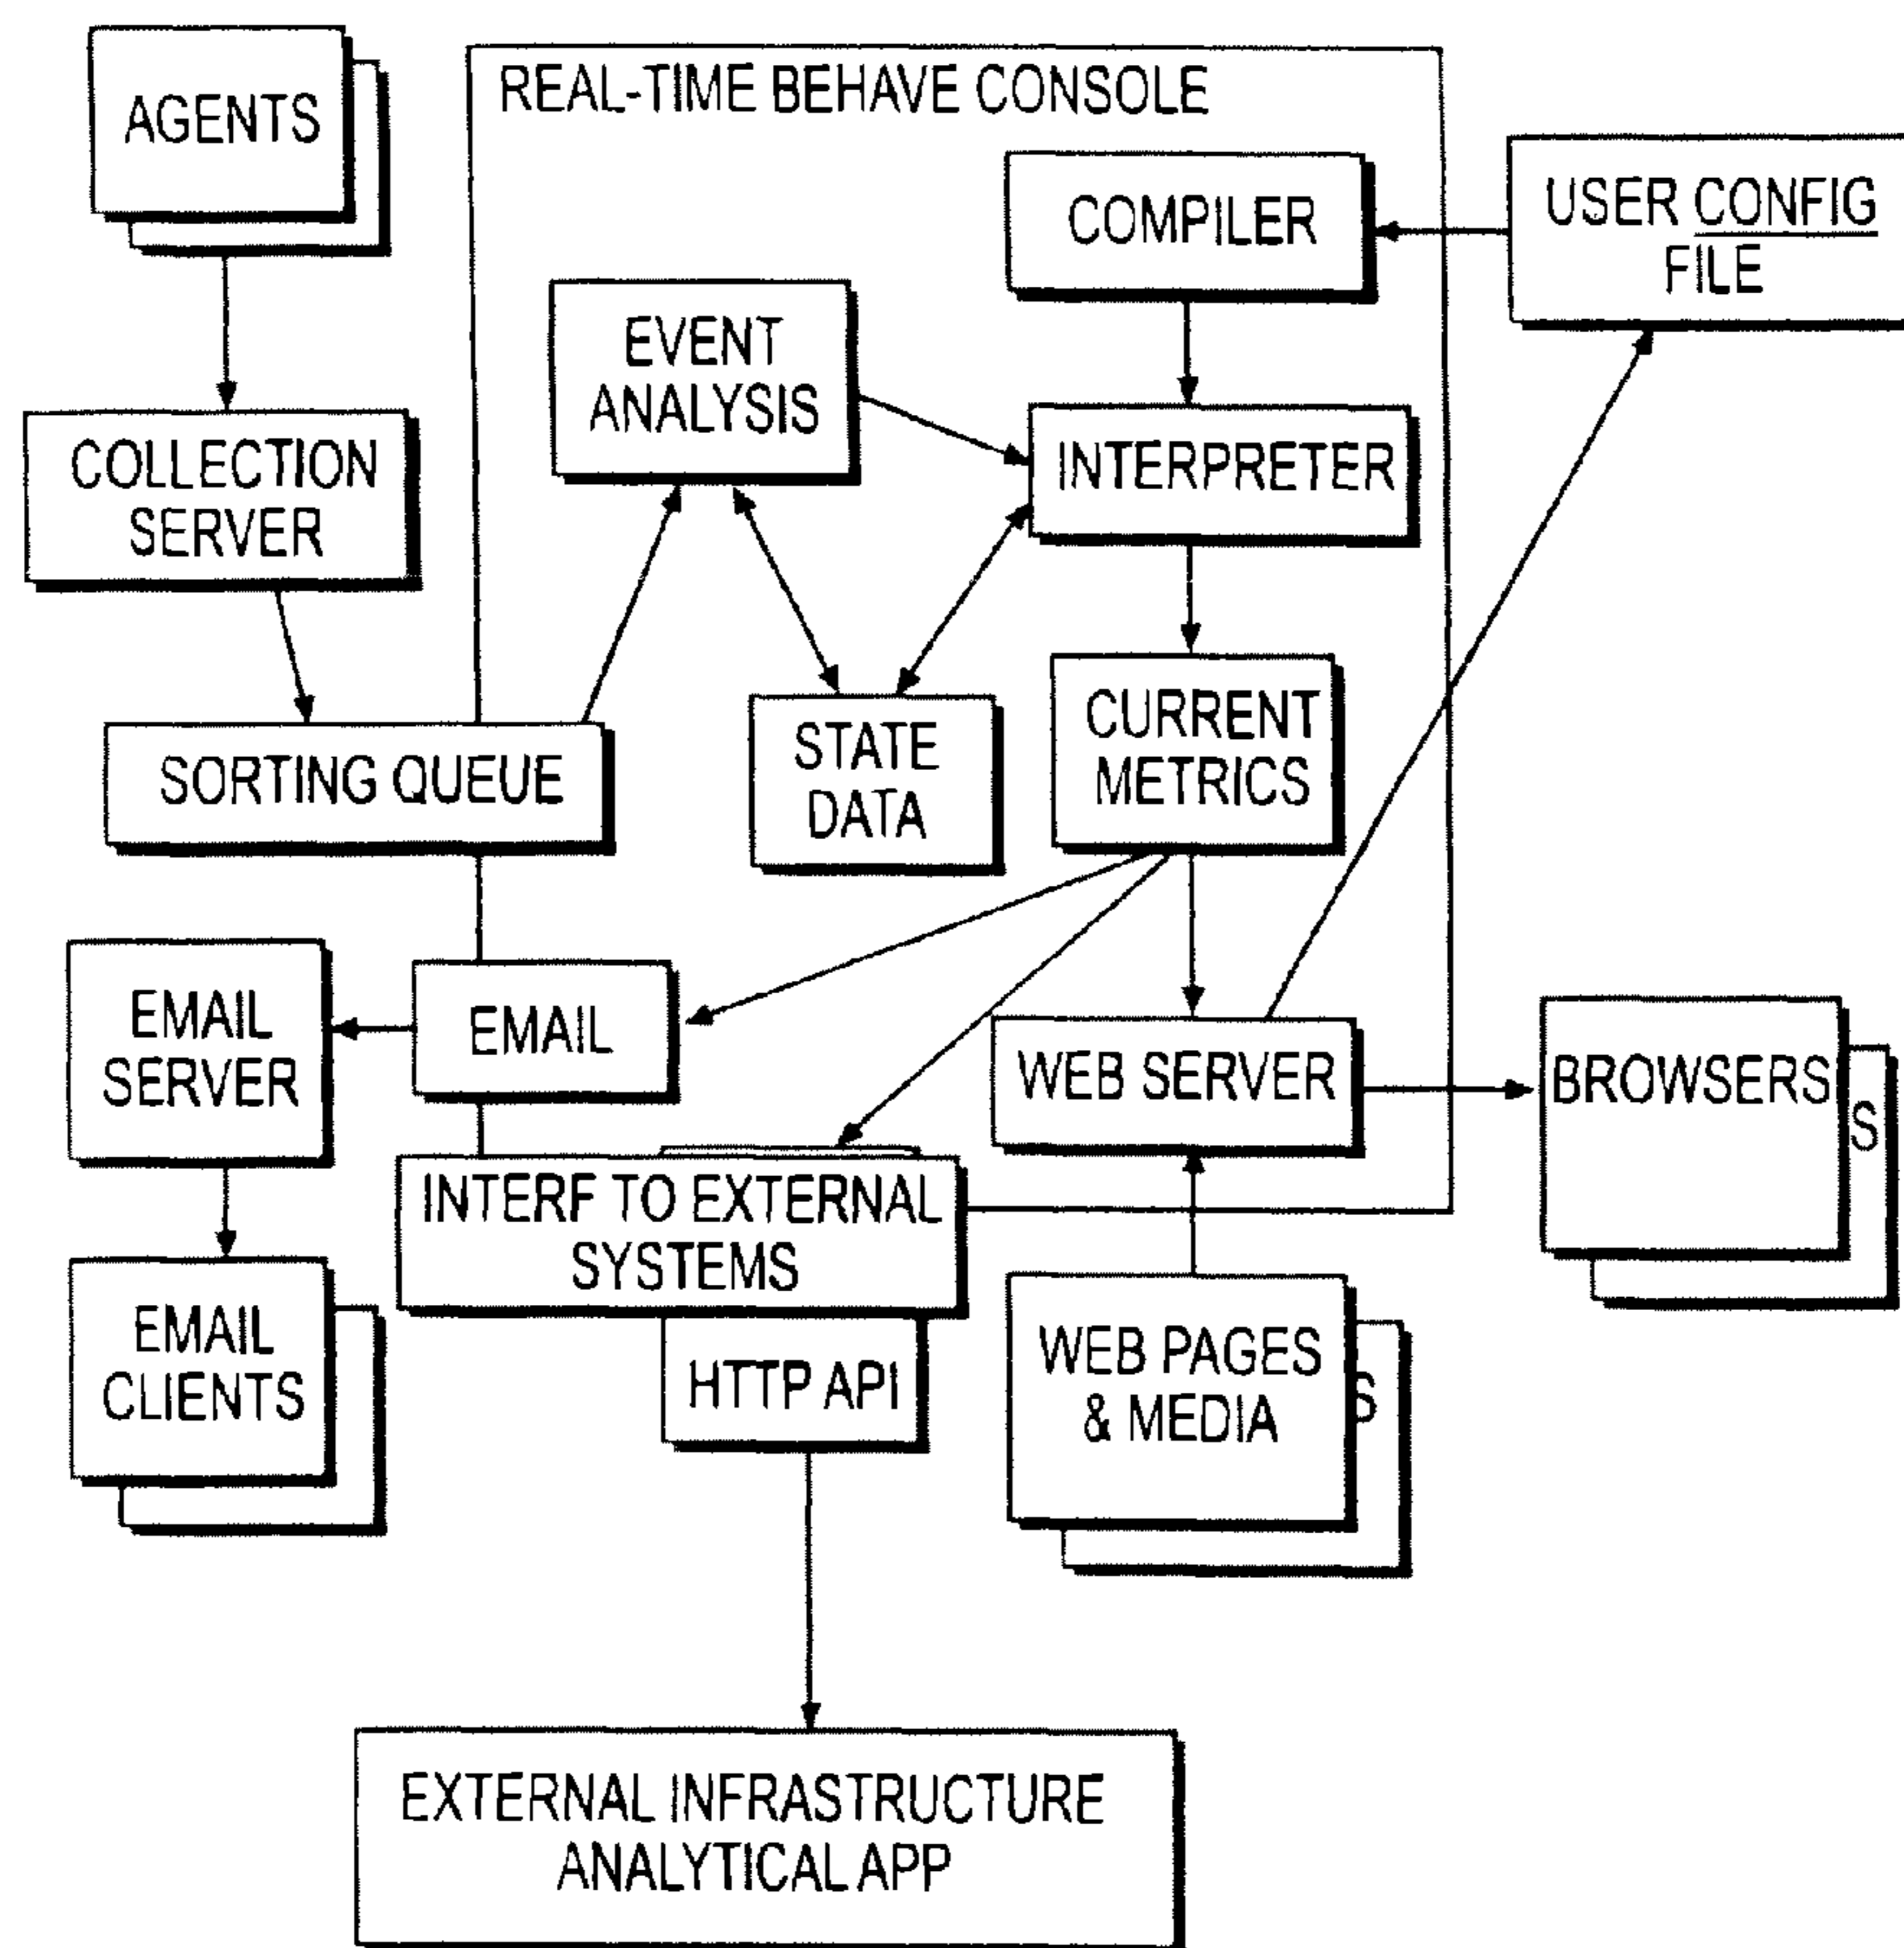 AGENTS
REAL-TIME BEHAVE CONSOLE
COMPILER
USER CONFIG
FILE
EVENT
ANALYSIS
COLLECTION
SERVER
INTERPRETER
SORTING QUEUE
STATE
DATA
CURRENT
METRICS
EMAIL
SERVER
EMAIL
WEB SERVER
BROWSERS
S
INTERF TO EXTERNAL
SYSTEMS
EMAIL
CLIENTS
HTTP API
WEB PAGES
& MEDIA
S
EXTERNAL INFRASTRUCTURE
ANALYTICAL APP